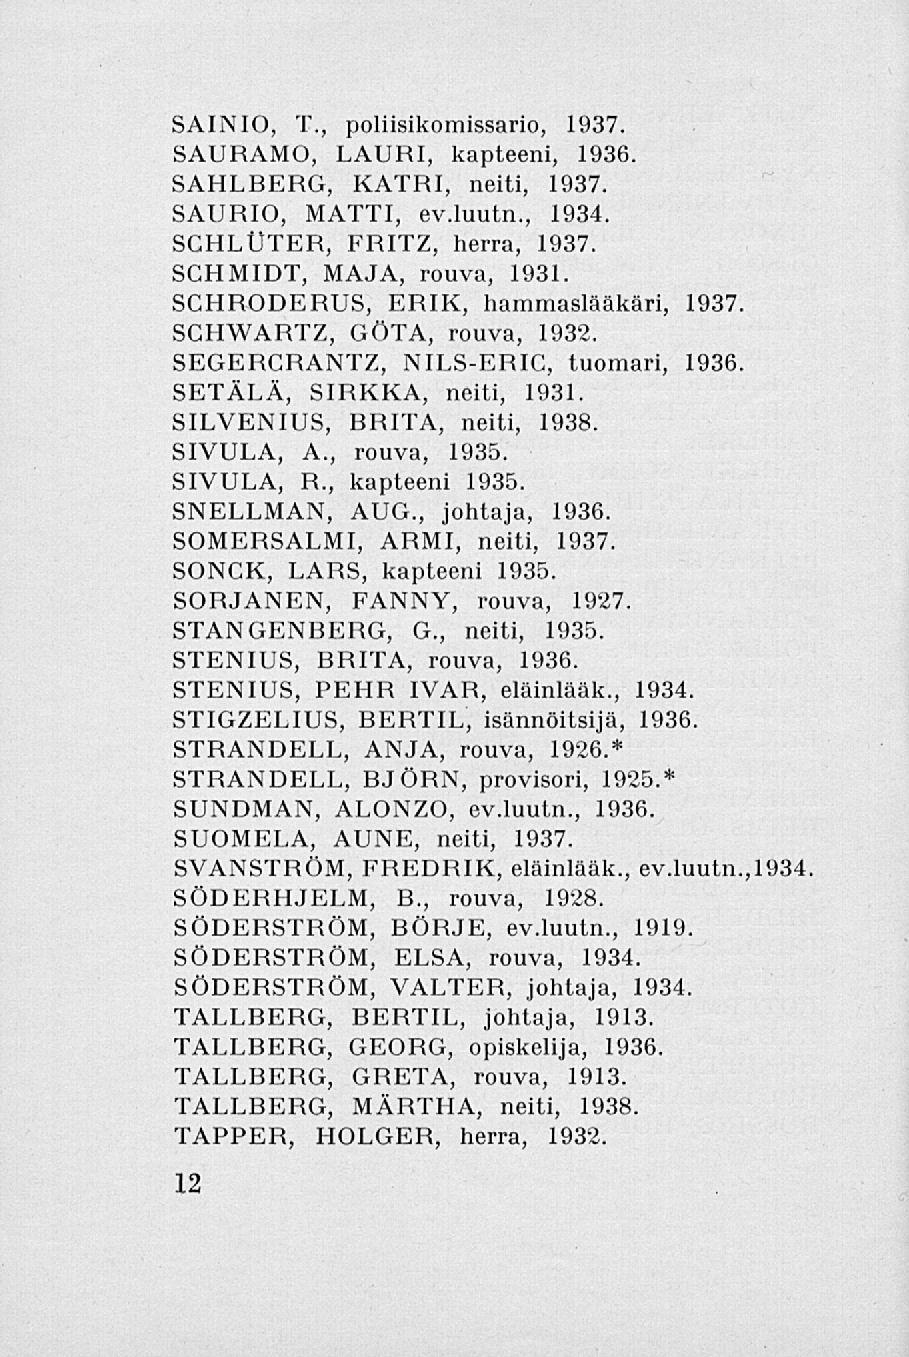 SAINIO, T., poliisikomissario, 1937.
SAURAMO, LAURI, kapteeni, 1936.
SAHLBERG, KATRI, neiti, 1937.
SAURIO, MATTI, ev.luutn., 1934.
SCHLÜTER, FRITZ, herra, 1937.
SCHMIDT, MAJA, rouva, 1931.
SCHRODERUS, ERIK, hammaslääkäri, 1937.
SCHWARTZ, GÖTA, rouva, 1932.
SEGERCRANTZ, NILS-ERIC, tuomari, 1936.
SETÄLÄ, SIRKKA, neiti, 1931.
SILVENIUS, BRITA, neiti, 1938.
SIVULA, A., rouva, 1935.
SIVULA, R., kapteeni 1935.
SNELLMAN, AUG., johtaja, 1936.
SOMERSALMI, ARMI, neiti, 1937.
SONCK, LARS, kapteeni 1935.
SORJANEN, FANNY, rouva, 1927.
STANGENBERG, G., neiti, 1935.
STENIUS, BRITA, rouva, 1936.
STENIUS, PEHR IVAR, eläinlääk., 1934.
STIGZELIUS, BERTIL, isännöitsijä, 1936.
STRANDELL, ANJA, rouva, 1926.*
STRANDELL, BJÖRN, provisori, 1925.*
SUNDMAN, ALONZO, ev.luutn., 1936.
SUOMELA, AUNE, neiti, 1937.
SVANSTRÖM, FREDRIK, eläinlääk., ev.luutn.,1934.
SÖDERHJELM, B., rouva, 1928.
SÖDERSTRÖM, BÖRJE, ev.luutn., 1919.
SÖDERSTRÖM, ELSA, rouva, 1934.
SÖDERSTRÖM, VALTER, johtaja, 1934.
TALLBERG, BERTIL, johtaja, 1913.
TALLBERG, GEORG, opiskelija, 1936.
TALLBERG, GRETA, rouva, 1913.
TALLBERG, MÄRTHA, neiti, 1938.
TAPPER, HOLGER, herra, 1932.
12